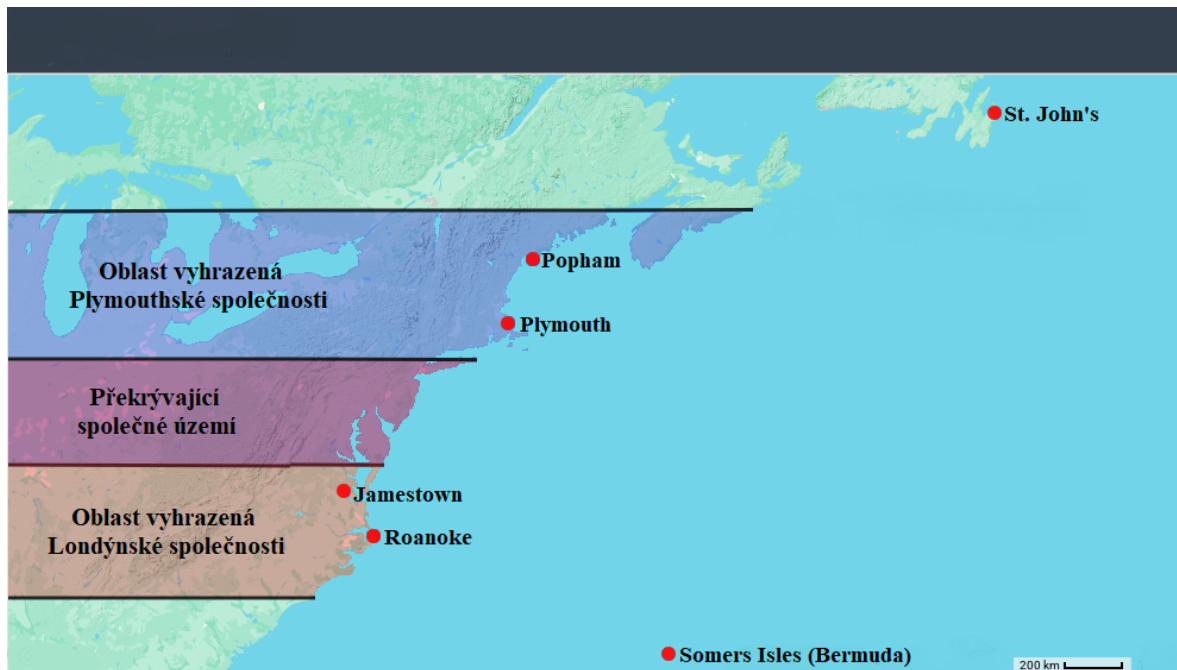 St. John's
Oblast vyhrazená
Plymouthské společnosti
Popham
Plymouth
Překrývající
společné území
Jamestown
Oblast vyhrazená
Londýnské společnosti
Roanoke
Somers Isles (Bermuda)
200 km